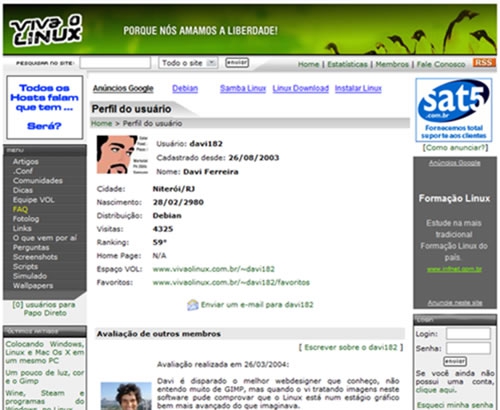 VIVA O
LINUX
PORQUE NÓS AMAMOS A LIBERDADE!
PESQUISAR NO SITE:
Todo o site
enviar
Home | Estatísticas | Membros | Fale Conosco
RSS
Todos os
Hosts falam
que tem ...
Será?
Anúncios Google
Debian
Samba Linux
Linux Download
Instalar Linux
Perfil do usuário
Home > Perfil do usuário
menu
Artigos
.Conf
Comunidades
Dicas
Equipe VOL
FAQ
Fotolog
Links
O que vem por aí
Perguntas
Screenshots
Scripts
Simulado
Wallpapers
[0] usuários para
Papo Direto
Últimos artigos
Colocando Windows,
Linux e Mac Os X em
um mesmo PC
Um pouco de luz, cor
e o Gimp
Wine, Steam e
programas do
Usuário: davi182
Cadastrado desde: 26/08/2003
Nome: Davi Ferreira
Cidade: Niterói/RJ
Nascimento: 28/02/2980
Distribuição: Debian
Visitas: 4325
Ranking: 59°
Home Page: N/A
Espaço VOL: www.vivaolinux.com.br/~davi182
Favoritos: www.vivaolinux.com.br/~davi182/favoritos
Enviar um e-mail para davi182
Avaliação de outros membros
[ Escrever sobre o davi182 ]
Avaliação realizada em 26/03/2004:
Davi é disparado o melhor webdesigner que conheço, não
entendo muito de GIMP, mas quando o vi tratando imagens neste
software pude comprovar que o Linux está num estágio gráfico
bem mais avançado do que imaginava.
sat5
.com.br
Fornecemos total
suporte aos clientes
[Como anunciar?]
Anúncios Google
Formação Linux
Estude na mais
tradicional
Formação Linux do
país.
www.infnet.com.br
Anuncie neste site
Login
Login:
Senha:
enviar
Se você ainda não
possui uma conta,
clique aqui.
Esqueci minha senha